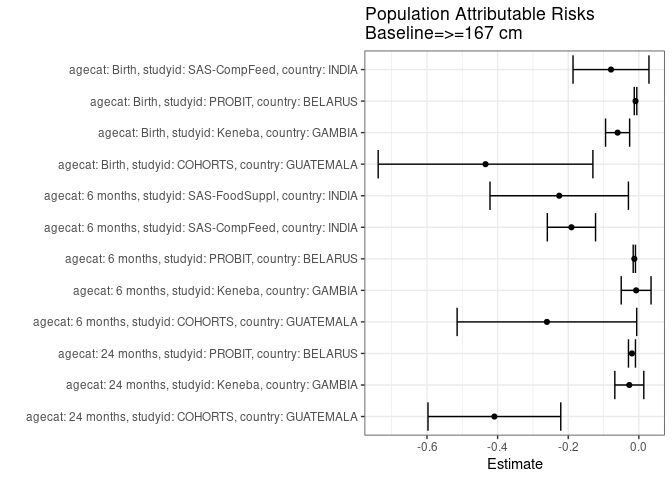 Population Attributable Risks
Baseline=>=167 cm
agecat: Birth, studyid: SAS-CompFeed, country: INDIA
agecat: Birth, studyid: PROBIT, country: BELARUS
agecat: Birth, studyid: Keneba, country: GAMBIA
agecat: Birth, studyid: COHORTS, country: GUATEMALA
agecat: 6 months, studyid: SAS-FoodSuppl, country: INDIA
agecat: 6 months, studyid: SAS-CompFeed, country: INDIA
agecat: 6 months, studyid: PROBIT, country: BELARUS
agecat: 6 months, studyid: Keneba, country: GAMBIA
agecat: 6 months, studyid: COHORTS, country: GUATEMALA
agecat: 24 months, studyid: PROBIT, country: BELARUS
agecat: 24 months, studyid: Keneba, country: GAMBIA
agecat: 24 months, studyid: COHORTS, country: GUATEMALA
-0.6 -0.4 -0.2 0.0
Estimate